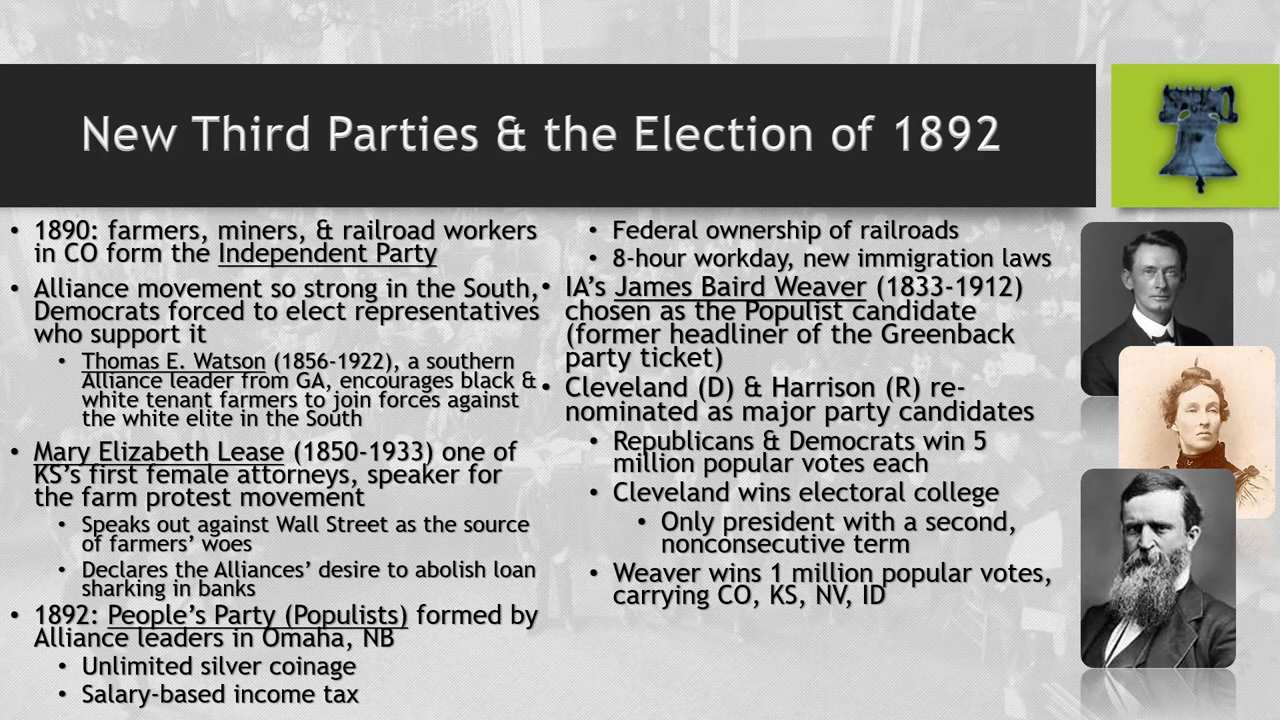 New Third Parties & the Election of 1892
• 1890: farmers, miners, & railroad workers
in CO form the Independent Party
• Alliance movement so strong in the South,
Democrats forced to elect representatives
who support it
• Thomas E. Watson (1856-1922), a southern
Alliance leader from GA, encourages black &
white tenant farmers to join forces against
the white elite in the South
• Mary Elizabeth Lease (1850-1933) one of
KS’s first female attorneys, speaker for
the farm protest movement
• Speaks out against Wall Street as the source
of farmers’ woes
• Declares the Alliances’ desire to abolish loan
sharking in banks
• 1892: People’s Party (Populists) formed by
Alliance leaders in Omaha, NB
• Unlimited silver coinage
• Salary-based income tax
• Federal ownership of railroads
• 8-hour workday, new immigration laws
• IA’s James Baird Weaver (1833-1912)
chosen as the Populist candidate
(former headliner of the Greenback
party ticket)
• Cleveland (D) & Harrison (R) re-
nominated as major party candidates
• Republicans & Democrats win 5
million popular votes each
• Cleveland wins electoral college
• Only president with a second,
nonconsecutive term
• Weaver wins 1 million popular votes,
carrying CO, KS, NV, ID